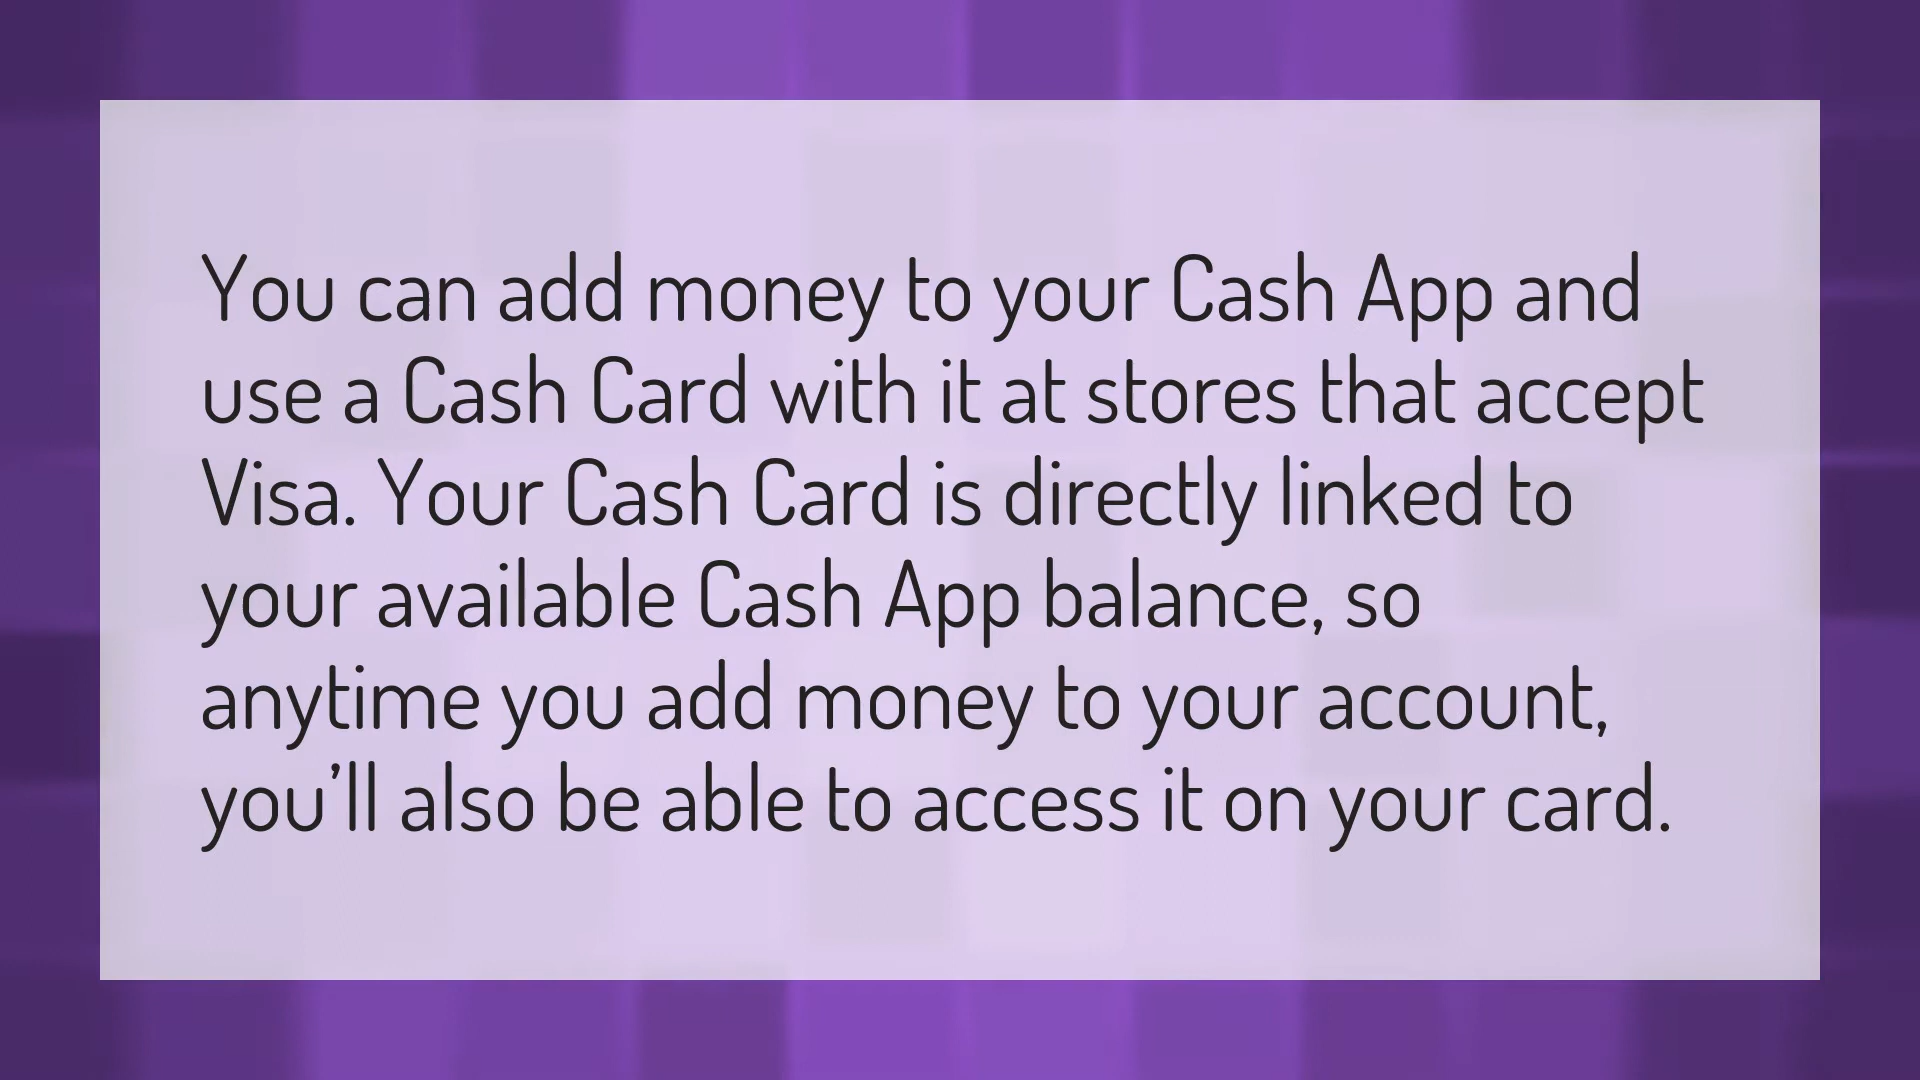 You can add money to your Cash App and
use a Cash Card with it at stores that accept
Visa. Your Cash Card is directly linked to
your available Cash App balance, so
anytime you add money to your account,
you’ll also be able to access it on your card.